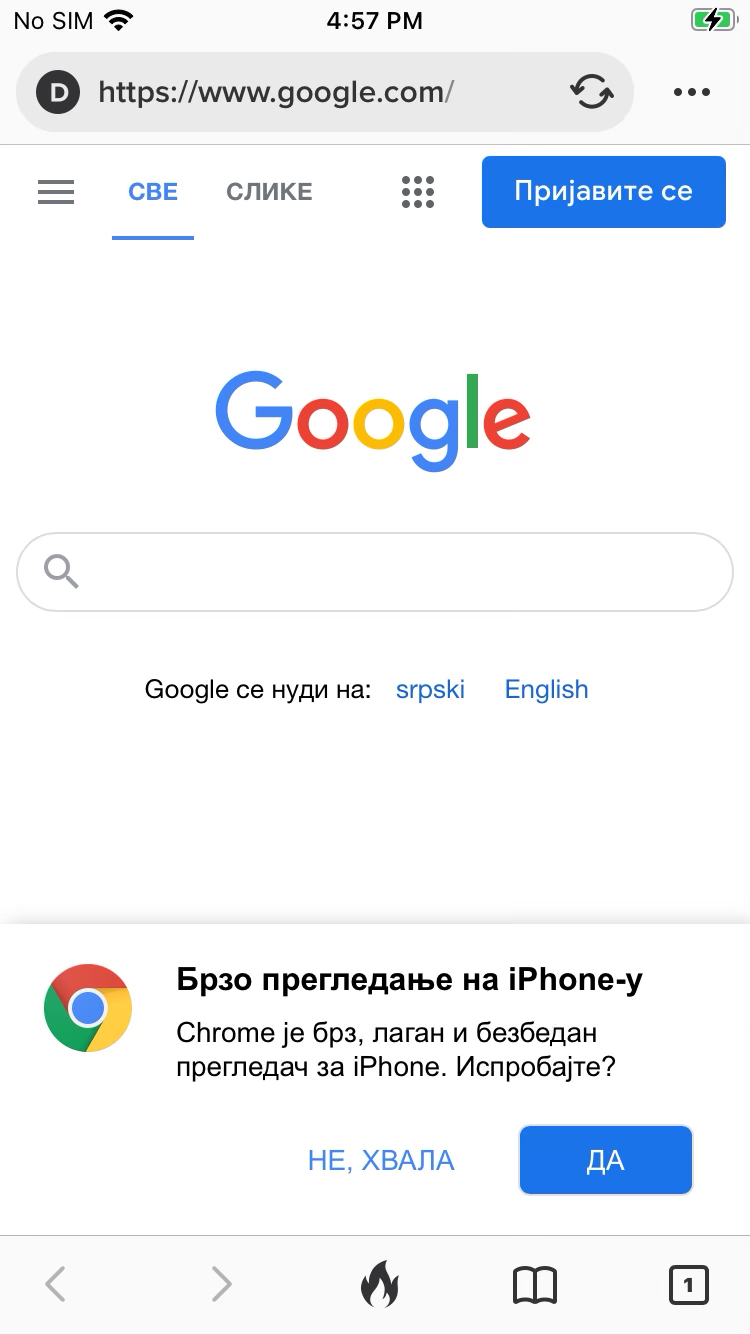 No SIM 4:57 PM
D https://www.google.com/
СВЕ СЛИКЕ Пријавите се
Google
Google се нуди на: srpski English
Брзо прегледање на iPhone-у
Chrome је брз, лаган и безбедан
прегледач за iPhone. Испробајте?
НЕ, ХВАЛА ДА
1